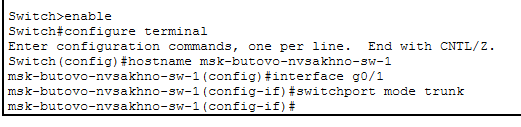 Switch>enable
Switch#configure terminal
Enter configuration commands, one per line.  End with CNTL/Z.
Switch(config)#hostname msk-butovo-nvsakhno-sw-1
msk-butovo-nvsakhno-sw-1(config)#interface g0/1
msk-butovo-nvsakhno-sw-1(config-if)#switchport mode trunk
msk-butovo-nvsakhno-sw-1(config-if)#